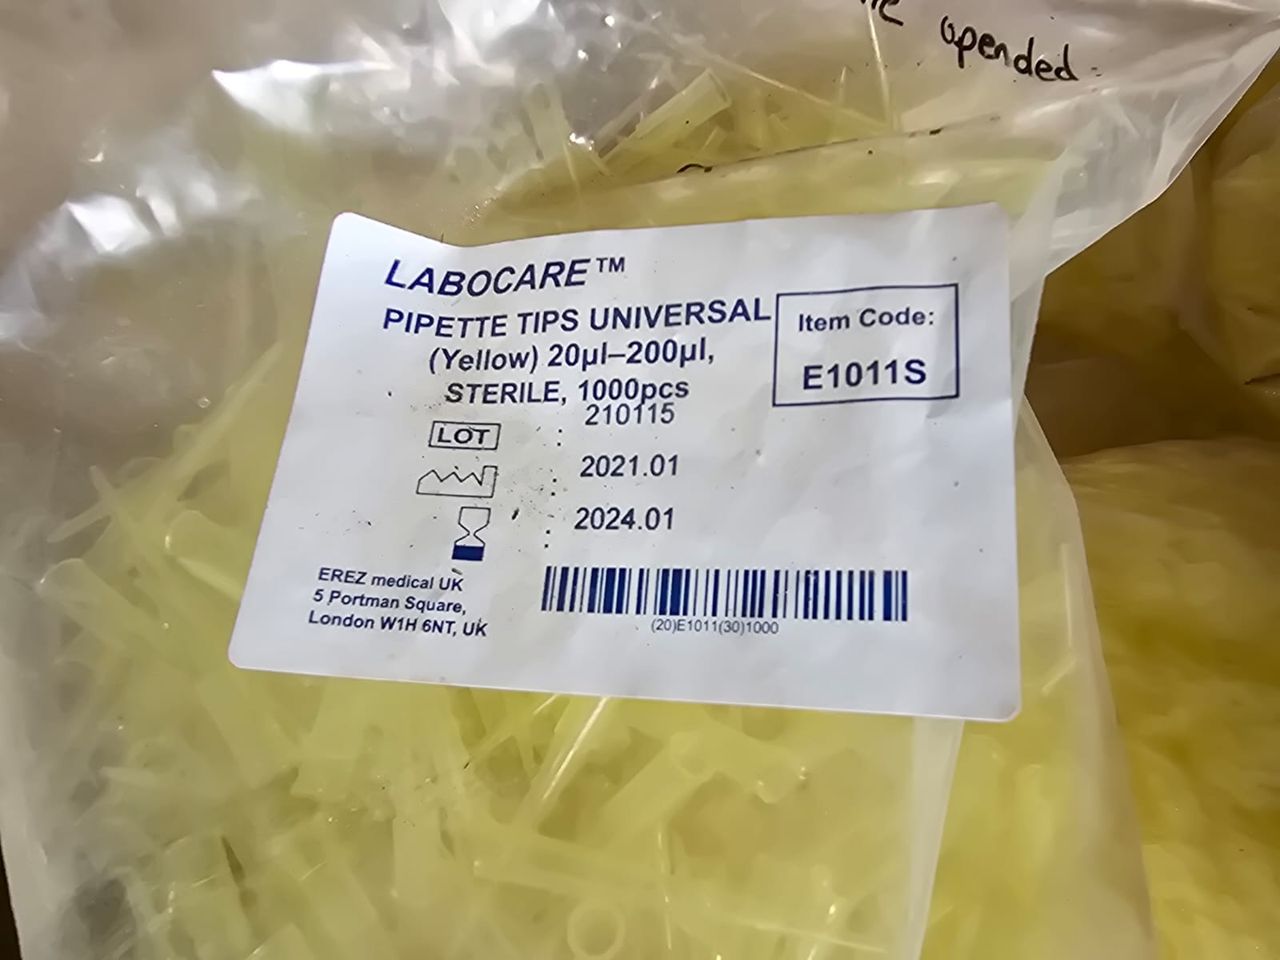 opended
LABOCARE™
PIPETTE TIPS UNIVERSAL
(Yellow) 20µl–200µl,
STERILE, 1000pcs
Item Code:
E1011S
LOT : 210115
: 2021.01
: 2024.01
EREZ medical UK
5 Portman Square,
London W1H 6NT, UK
(20)E1011(30)1000